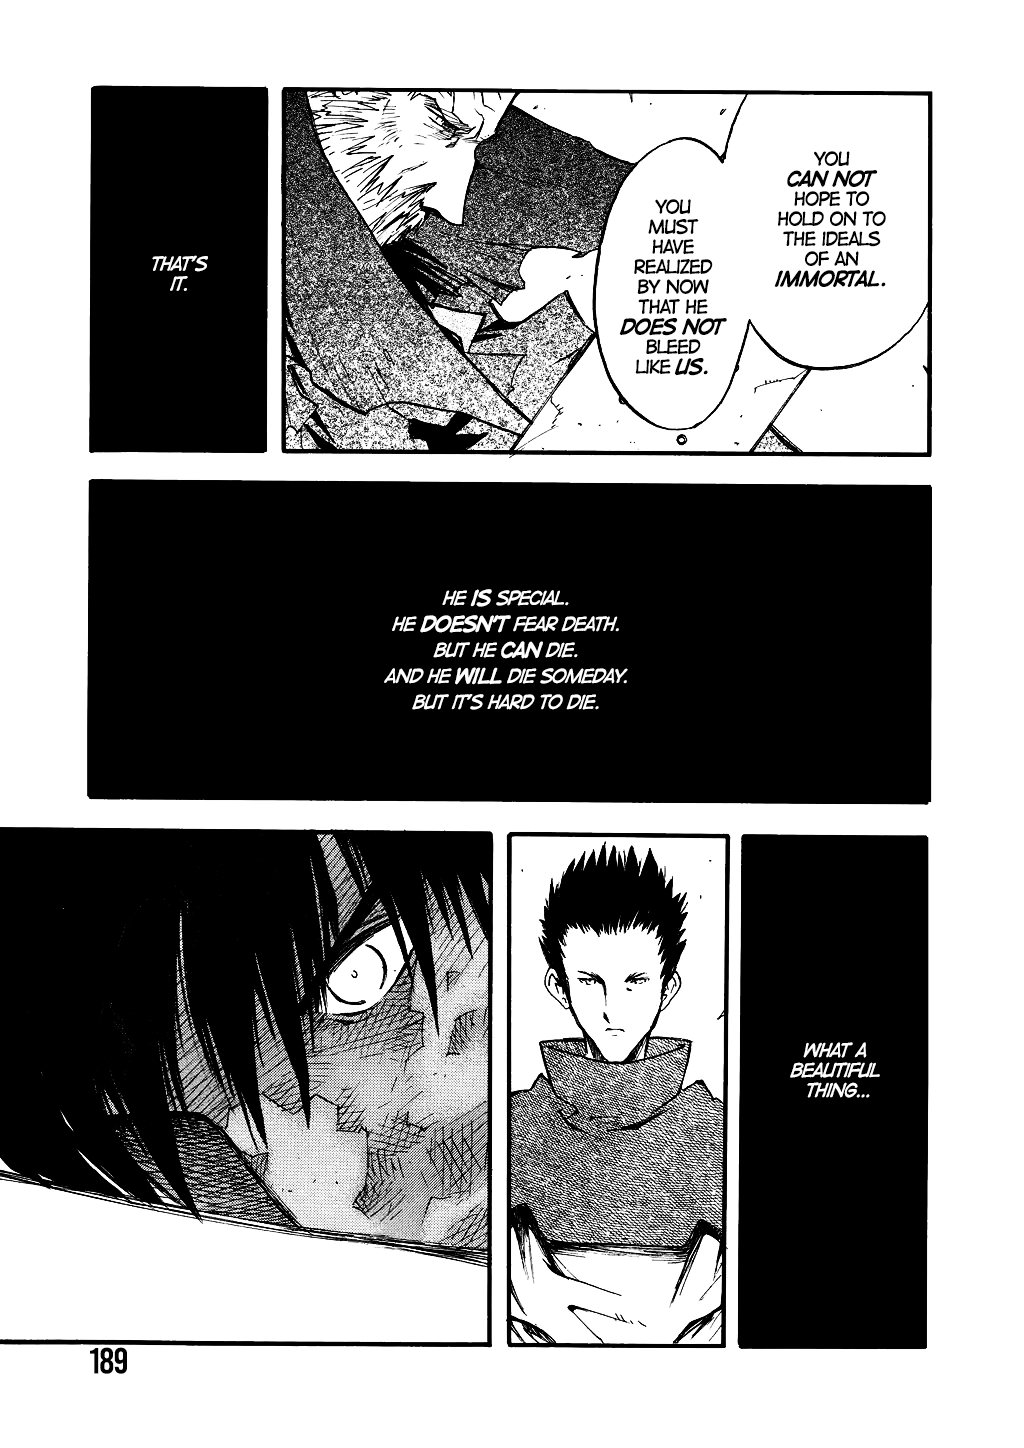 YOU
CAN NOT
HOPE TO
HOLD ON TO
THE IDEALS
OF AN
IMMORTAL.
YOU
MUST
HAVE
REALIZED
BY NOW
THAT HE
DOES NOT
BLEED
LIKE US.
THAT'S
IT.
HE IS SPECIAL.
HE DOESN'T FEAR DEATH.
BUT HE CAN DIE.
AND HE WILL DIE SOMEDAY.
BUT IT'S HARD TO DIE.
WHAT A
BEAUTIFUL
THING...
189